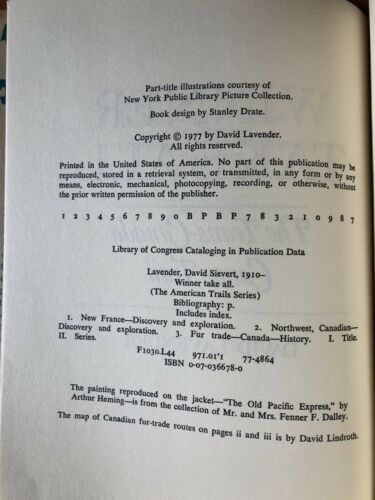 Part-title illustrations courtesy of
New York Public Library Picture Collection.
Book design by Stanley Drate.
Copyright © 1977 by David Lavender.
All rights reserved.
Printed in the United States of America. No part of this publication may be
reproduced, stored in a retrieval system, or transmitted, in any form or by any
means, electronic, mechanical, photocopying, recording, or otherwise, without
the prior written permission of the publisher.
1 2 3 4 5 6 7 8 9 0 B P B P 7 8 3 2 1 0 9 8 7
Library of Congress Cataloging in Publication Data
Lavender, David Sievert, 1910–
Winner take all.
(The American Trails Series)
Bibliography: p.
Includes index.
1. New France—Discovery and exploration. 2. Northwest, Canadian—
Discovery and exploration. 3. Fur trade—Canada—History. I. Title.
II. Series.
F1030.L44 971.01'1 77-4864
ISBN 0-07-036678-0
The painting reproduced on the jacket—"The Old Pacific Express," by
Arthur Heming—is from the collection of Mr. and Mrs. Fenner F. Dalley.
The map of Canadian fur-trade routes on pages ii and iii is by David Lindroth.